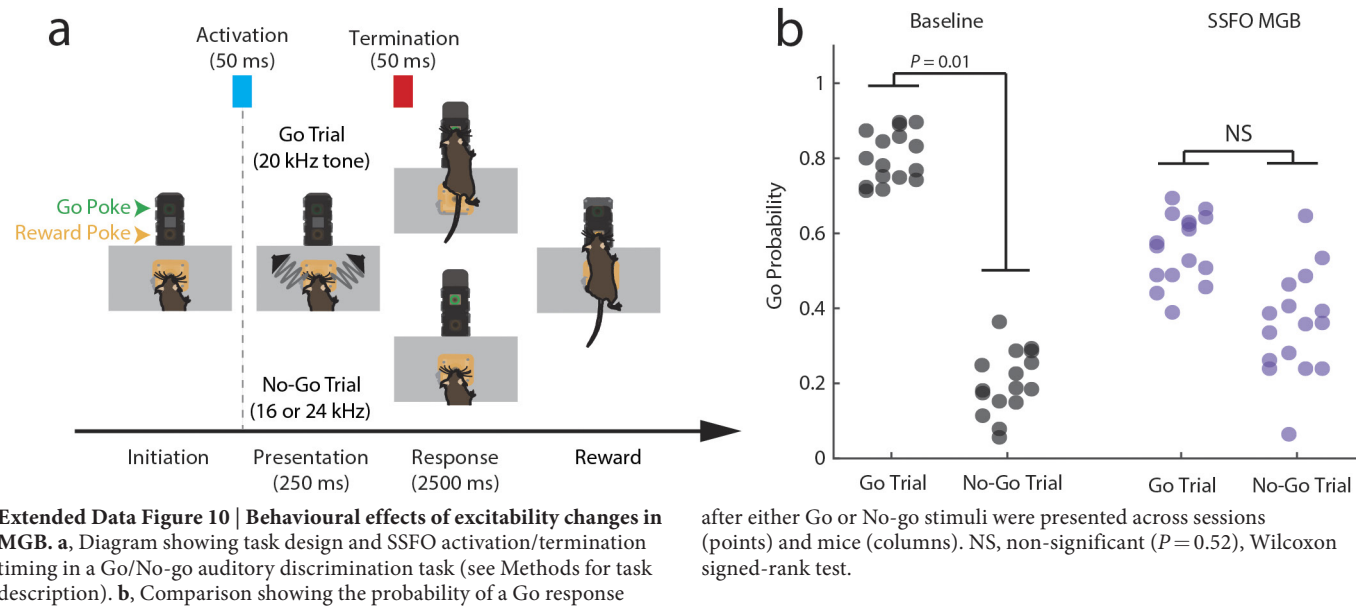 a
Activation
(50 ms)
Termination
(50 ms)
Go Trial
(20 kHz tone)
Go Poke
Reward Poke
No-Go Trial
(16 or 24 kHz)
Initiation
Presentation
(250 ms)
Response
(2500 ms)
Reward
b
Baseline
SSFO MGB
P = 0.01
NS
Go Probability
1
0.8
0.6
0.4
0.2
0
Go Trial
No-Go Trial
Go Trial
No-Go Trial
Extended Data Figure 10 | Behavioural effects of excitability changes in
MGB. a, Diagram showing task design and SSFO activation/termination
timing in a Go/No-go auditory discrimination task (see Methods for task
description). b, Comparison showing the probability of a Go response
after either Go or No-go stimuli were presented across sessions
(points) and mice (columns). NS, non-significant (P = 0.52), Wilcoxon
signed-rank test.